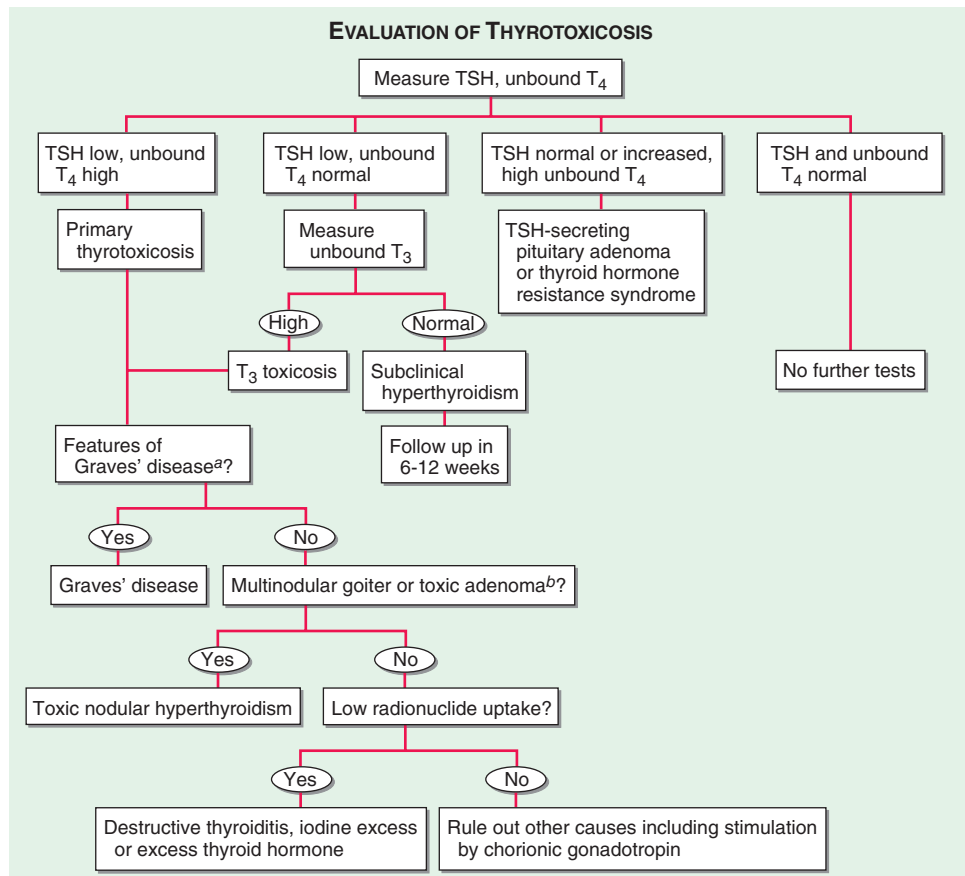 EVALUATION OF THYROTOXICOSIS
Measure TSH, unbound T4
TSH low, unbound
T4 high
TSH low, unbound
T4 normal
TSH normal or increased,
high unbound T4
TSH and unbound
T4 normal
Primary
thyrotoxicosis
Measure
unbound T3
TSH-secreting
pituitary adenoma
or thyroid hormone
resistance syndrome
High
Normal
T3 toxicosis
Subclinical
hyperthyroidism
No further tests
Features of
Graves’ diseasea?
Follow up in
6-12 weeks
Yes
No
Graves’ disease
Multinodular goiter or toxic adenomab?
Yes
No
Toxic nodular hyperthyroidism
Low radionuclide uptake?
Yes
No
Destructive thyroiditis, iodine excess
or excess thyroid hormone
Rule out other causes including stimulation
by chorionic gonadotropin